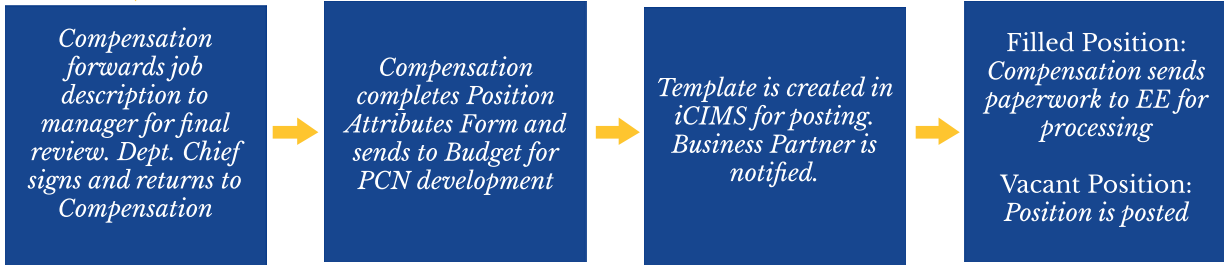 Compensation
forwards job
description to
manager for final
review. Dept. Chief
signs and returns to
Compensation
Compensation
completes Position
Attributes Form and
sends to Budget for
PCN development
Template is created in
iCIMS for posting.
Business Partner is
notified.
Filled Position:
Compensation sends
paperwork to EE for
processing
Vacant Position:
Position is posted